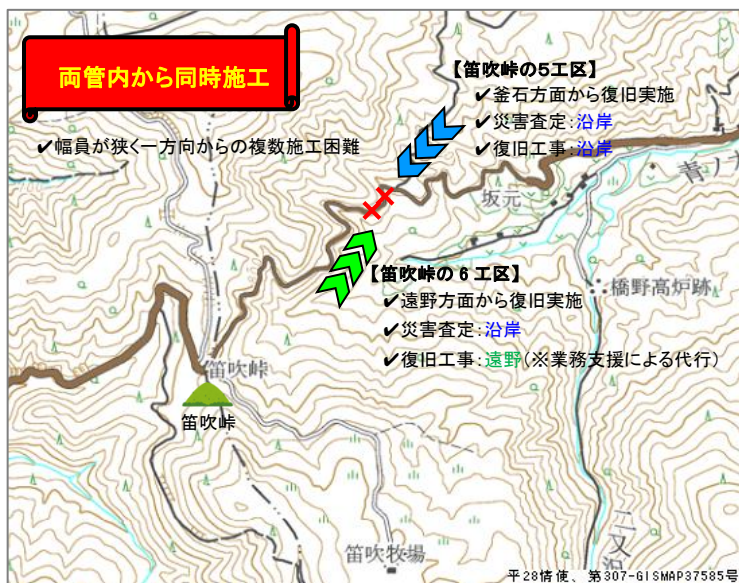 両管内から同時施工
✔幅員が狭く一方向からの複数施工困難
【笛吹峠の5工区】
✔釜石方面から復旧実施
✔災害査定:沿岸
✔復旧工事:沿岸
坂元
青ノ木
【笛吹峠の6工区】
✔遠野方面から復旧実施
✔災害査定:沿岸
✔復旧工事:遠野(※業務支援による代行)
橋野高炉跡
笛吹峠
笛吹峠
二又沢
笛吹牧場
平28情使、 第307-GISMAP37585号